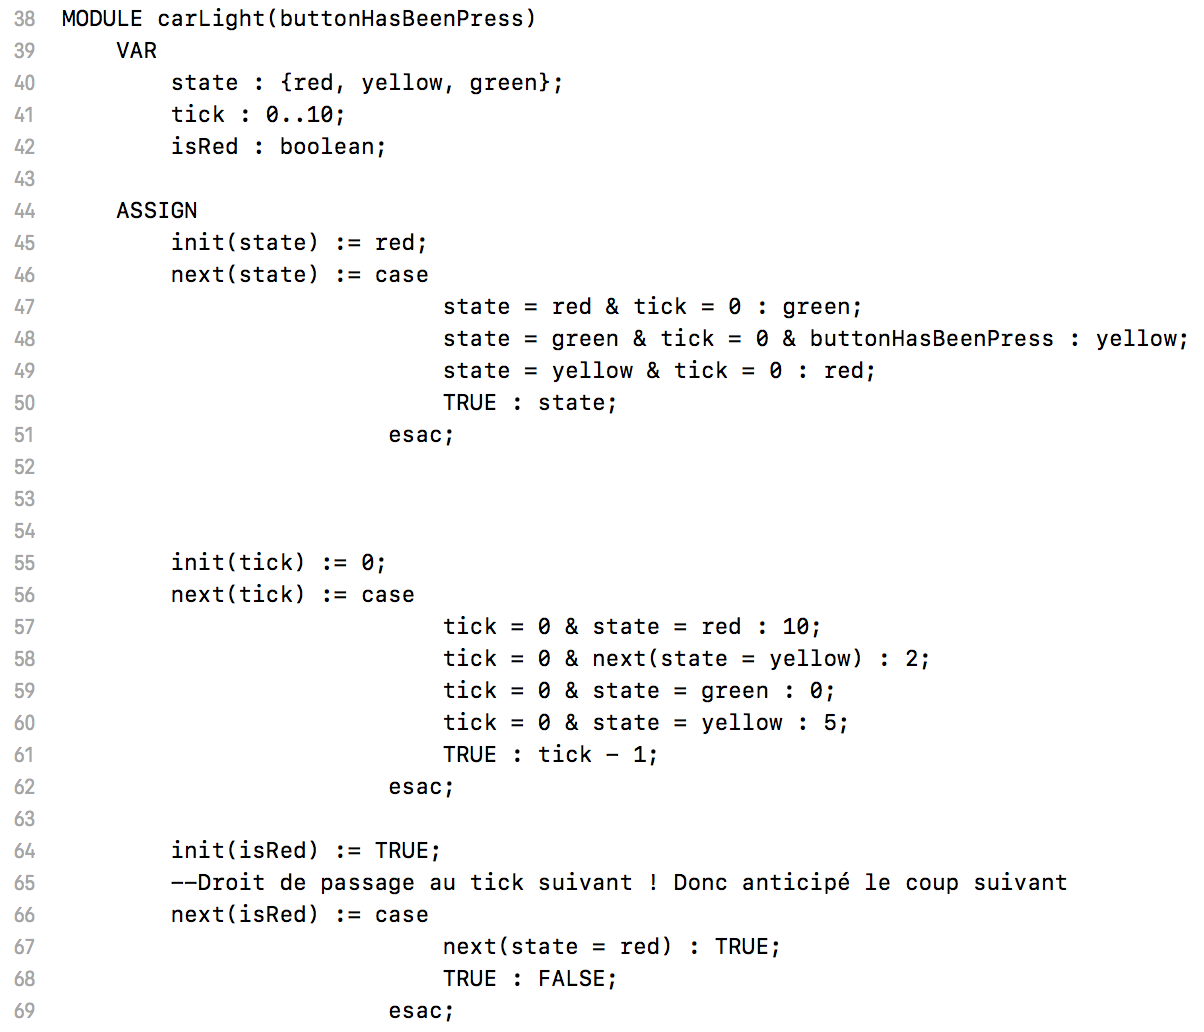 38 MODULE carLight(buttonHasBeenPress)
39 VAR
40 state : {red, yellow, green};
41 tick : 0..10;
42 isRed : boolean;
43
44 ASSIGN
45 init(state) := red;
46 next(state) := case
47 state = red & tick = 0 : green;
48 state = green & tick = 0 & buttonHasBeenPress : yellow;
49 state = yellow & tick = 0 : red;
50 TRUE : state;
51 esac;
52
53
54
55 init(tick) := 0;
56 next(tick) := case
57 tick = 0 & state = red : 10;
58 tick = 0 & next(state = yellow) : 2;
59 tick = 0 & state = green : 0;
60 tick = 0 & state = yellow : 5;
61 TRUE : tick - 1;
62 esac;
63
64 init(isRed) := TRUE;
65 --Droit de passage au tick suivant ! Donc anticipé le coup suivant
66 next(isRed) := case
67 next(state = red) : TRUE;
68 TRUE : FALSE;
69 esac;